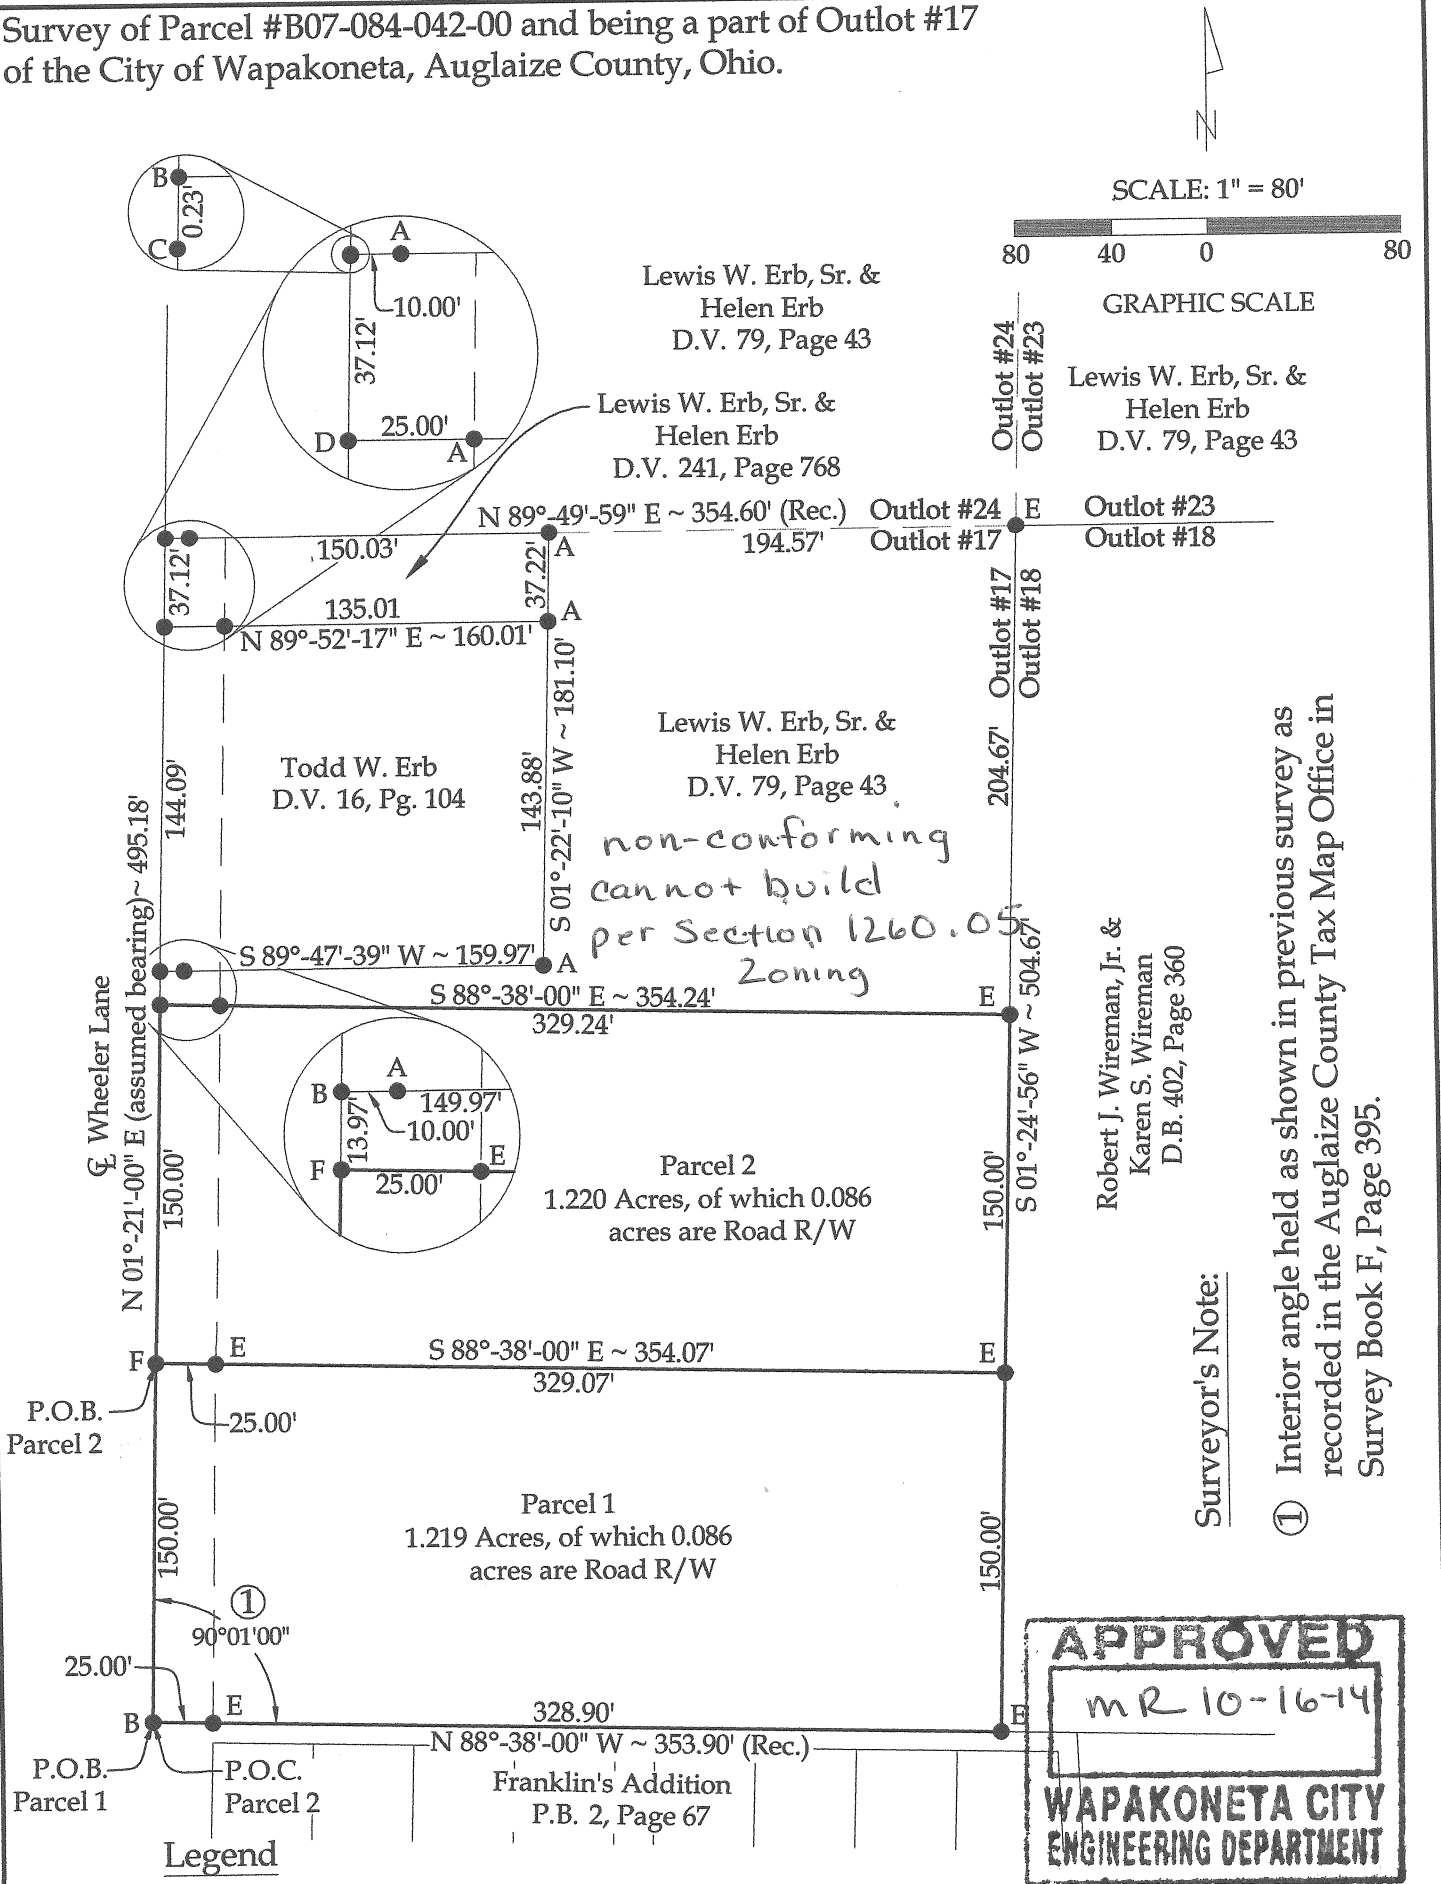 Survey of Parcel #B07-084-042-00 and being a part of Outlot #17
of the City of Wapakoneta, Auglaize County, Ohio.
N
SCALE: 1" = 80'
80 40 0 80
GRAPHIC SCALE
B
0.23'
C
A
10.00'
37.12'
D
25.00'
A
Lewis W. Erb, Sr. &
Helen Erb
D.V. 79, Page 43
Outlot #24
Outlot #23
Lewis W. Erb, Sr. &
Helen Erb
D.V. 79, Page 43
Lewis W. Erb, Sr. &
Helen Erb
D.V. 241, Page 768
N 89°-49'-59" E ~ 354.60' (Rec.)
Outlot #24
E
Outlot #23
150.03'
A
194.57'
Outlot #17
Outlot #18
37.12'
37.22'
135.01
A
N 89°-52'-17" E ~ 160.01'
Outlot #17
Outlot #18
Todd W. Erb
D.V. 16, Pg. 104
144.09'
143.88'
S 01°-22'-10" W ~ 181.10'
Lewis W. Erb, Sr. &
Helen Erb
D.V. 79, Page 43
204.67'
non-conforming
cannot build
per Section 1260.05
Zoning
S 89°-47'-39" W ~ 159.97'
A
S 88°-38'-00" E ~ 354.24'
E
329.24'
℄ Wheeler Lane
N 01°-21'-00" E (assumed bearing) ~ 495.18'
150.00'
A
B
149.97'
10.00'
13.97'
F
E
25.00'
Parcel 2
1.220 Acres, of which 0.086
acres are Road R/W
150.00'
S 01°-24'-56" W ~ 504.67'
Robert J. Wireman, Jr. &
Karen S. Wireman
D.B. 402, Page 360
F
E
S 88°-38'-00" E ~ 354.07'
E
329.07'
P.O.B.
Parcel 2
25.00'
Parcel 1
1.219 Acres, of which 0.086
acres are Road R/W
150.00'
150.00'
①
90°01'00"
25.00'
B
E
328.90'
E
N 88°-38'-00" W ~ 353.90' (Rec.)
P.O.B.
Parcel 1
P.O.C.
Parcel 2
Franklin's Addition
P.B. 2, Page 67
Legend
Surveyor's Note:
① Interior angle held as shown in previous survey as
recorded in the Auglaize County Tax Map Office in
Survey Book F, Page 395.
APPROVED
MR 10-16-14
WAPAKONETA CITY
ENGINEERING DEPARTMENT